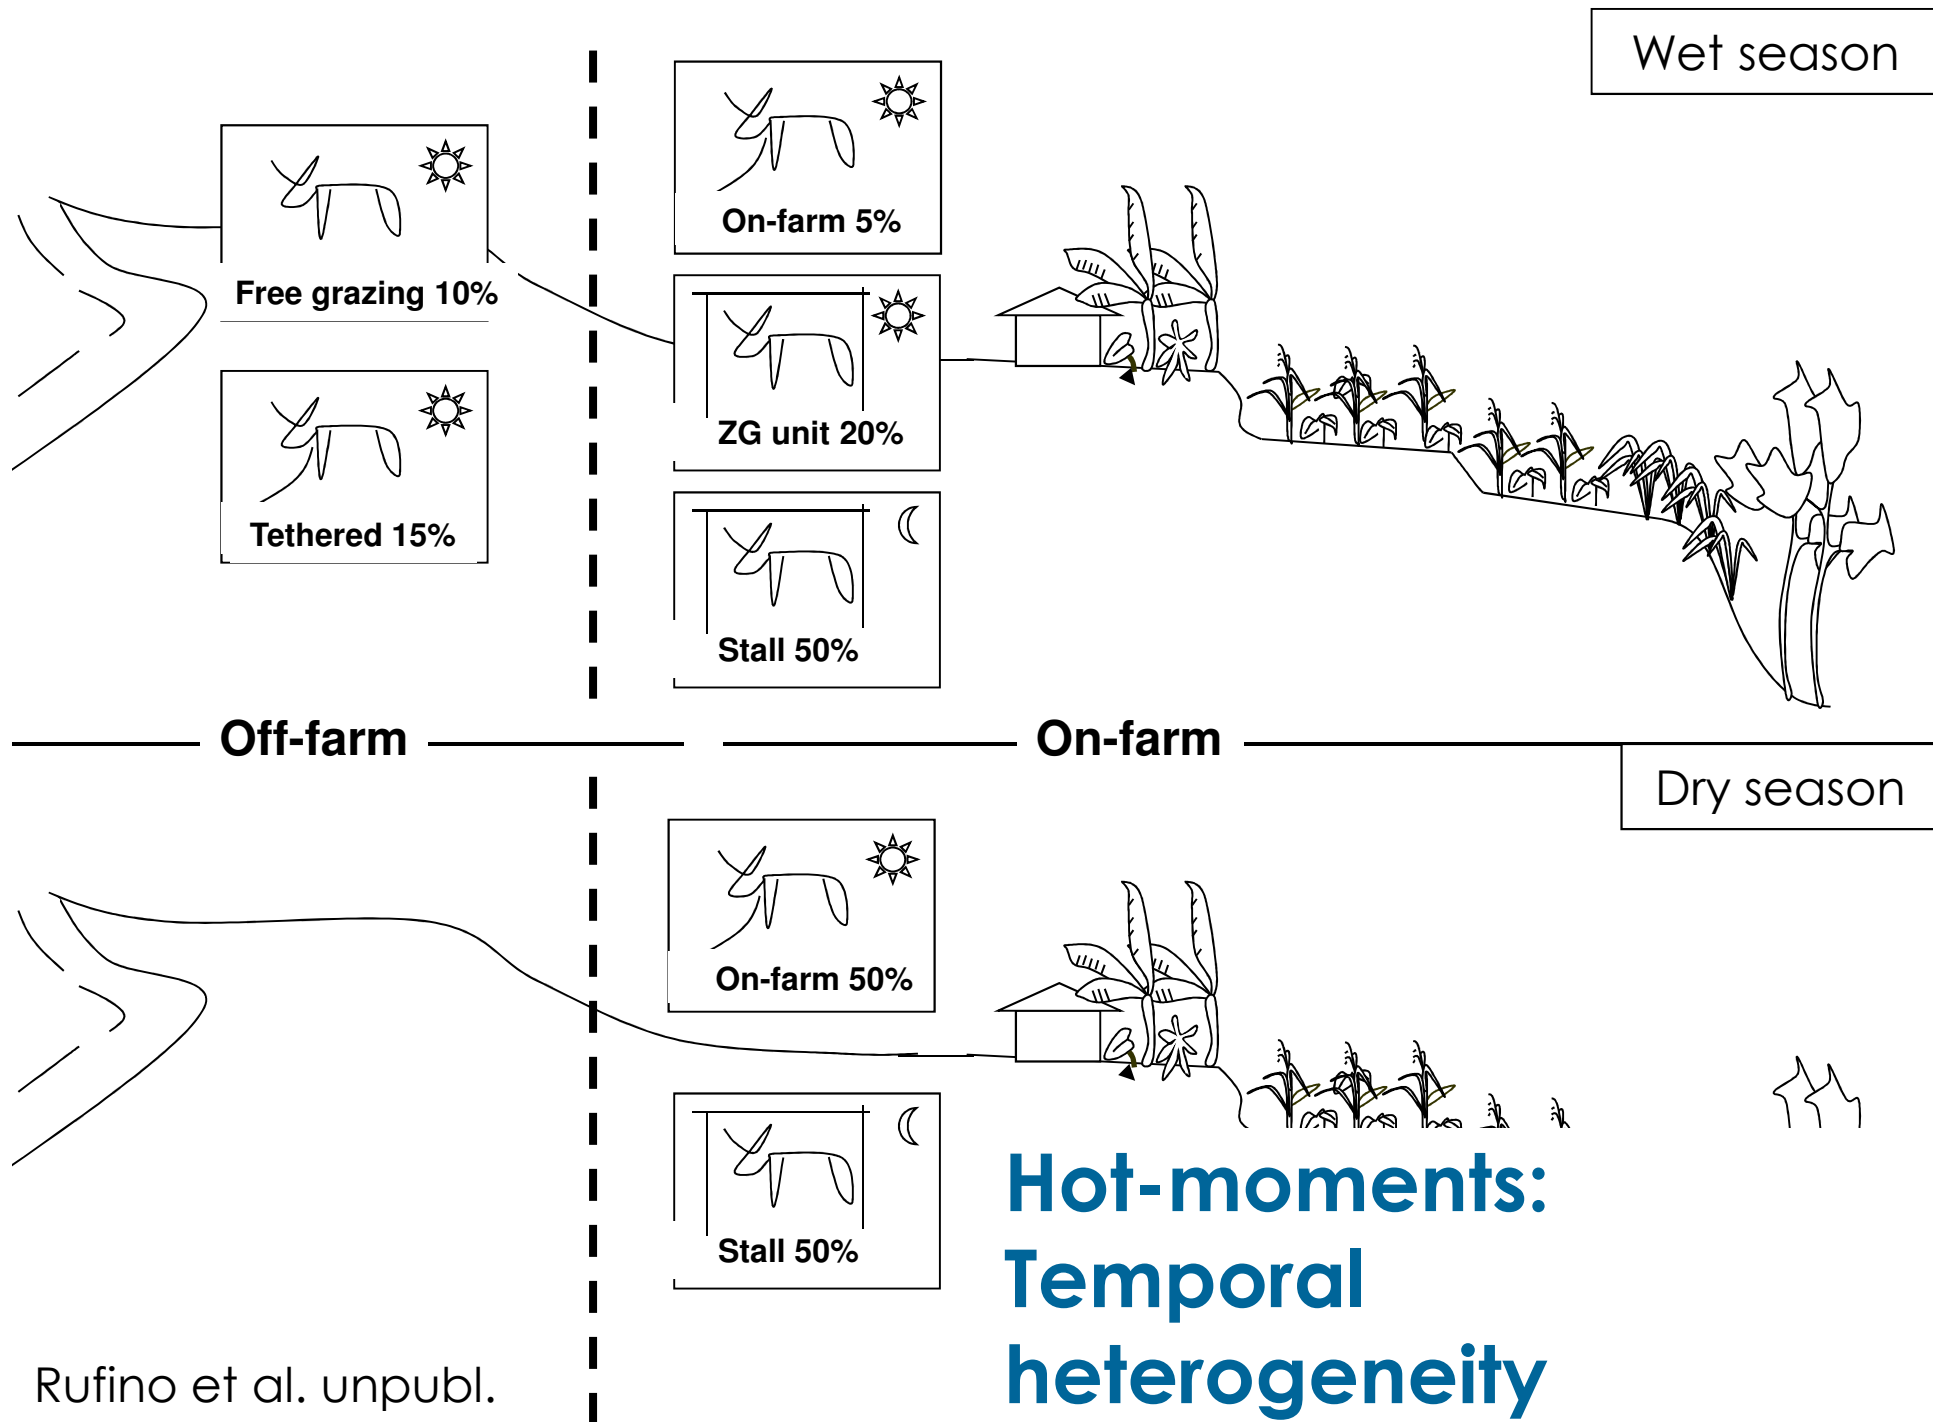 Wet season
On-farm 5%
Free grazing 10%
ZG unit 20%
Tethered 15%
Stall 50%
Off-farm
On-farm
Dry season
On-farm 50%
Stall 50%
Hot-moments:
Temporal
heterogeneity
Rufino et al. unpubl.